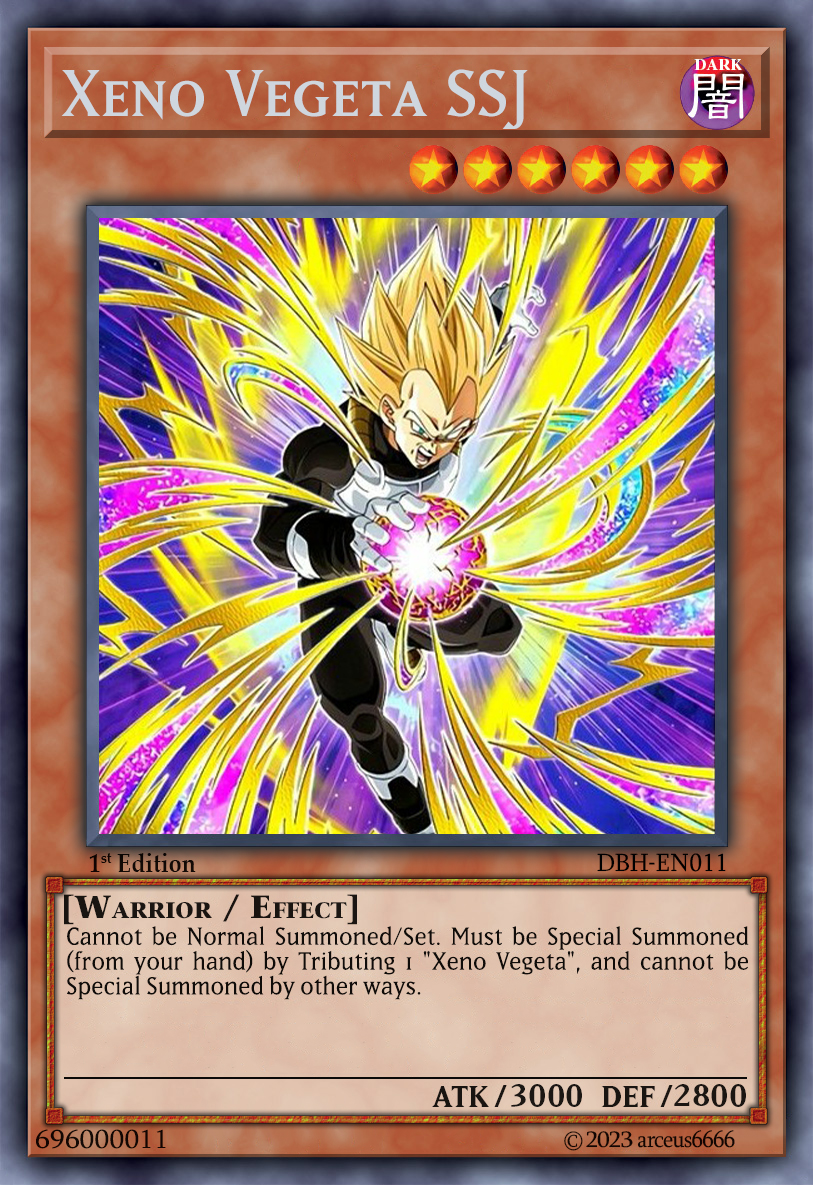 Xeno Vegeta SSJ
DARK
闇
1st Edition
DBH-EN011
[Warrior / Effect]
Cannot be Normal Summoned/Set. Must be Special Summoned
(from your hand) by Tributing 1 "Xeno Vegeta", and cannot be
Special Summoned by other ways.
ATK/3000 DEF/2800
696000011
©2023 arceus6666